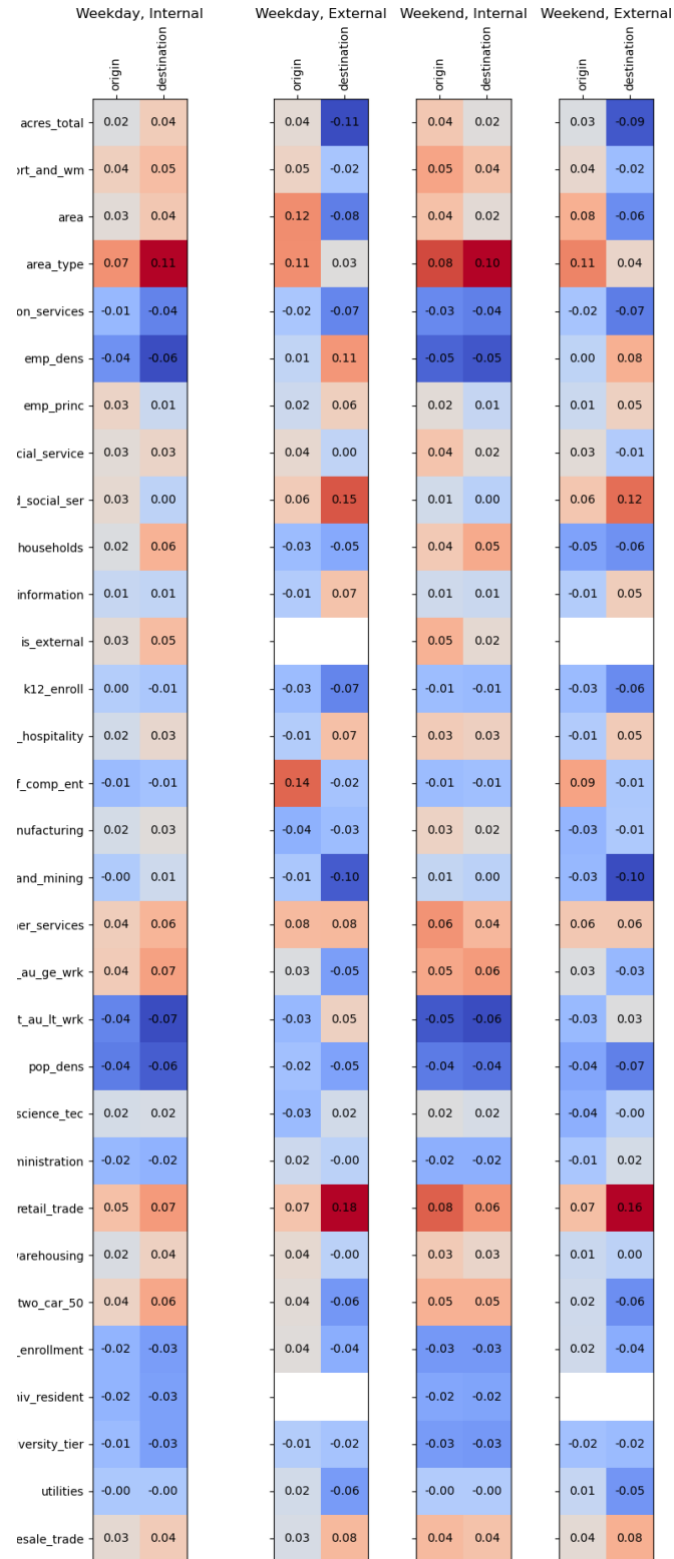 Weekday, Internal Weekday, External Weekend, Internal Weekend, External
origin destination origin destination origin destination origin destination
acres_total 0.02 0.04 0.04 -0.11 0.04 0.02 0.03 -0.09
ort_and_wm 0.04 0.05 0.05 -0.02 0.05 0.04 0.04 -0.02
area 0.03 0.04 0.12 -0.08 0.04 0.02 0.08 -0.06
area_type 0.07 0.11 0.11 0.03 0.08 0.10 0.11 0.04
on_services -0.01 -0.04 -0.02 -0.07 -0.03 -0.04 -0.02 -0.07
emp_dens -0.04 -0.06 0.01 0.11 -0.05 -0.05 0.00 0.08
emp_princ 0.03 0.01 0.02 0.06 0.02 0.01 0.01 0.05
cial_service 0.03 0.03 0.04 0.00 0.04 0.02 0.03 -0.01
d_social_ser 0.03 0.00 0.06 0.15 0.01 0.00 0.06 0.12
households 0.02 0.06 -0.03 -0.05 0.04 0.05 -0.05 -0.06
information 0.01 0.01 -0.01 0.07 0.01 0.01 -0.01 0.05
is_external 0.03 0.05 0.05 0.02
k12_enroll 0.00 -0.01 -0.03 -0.07 -0.01 -0.01 -0.03 -0.06
_hospitality 0.02 0.03 -0.01 0.07 0.03 0.03 -0.01 0.05
f_comp_ent -0.01 -0.01 0.14 -0.02 -0.01 -0.01 0.09 -0.01
nufacturing 0.02 0.03 -0.04 -0.03 0.03 0.02 -0.03 -0.01
and_mining -0.00 0.01 -0.01 -0.10 0.01 0.00 -0.03 -0.10
ner_services 0.04 0.06 0.08 0.08 0.06 0.04 0.06 0.06
_au_ge_wrk 0.04 0.07 0.03 -0.05 0.05 0.06 0.03 -0.03
t_au_lt_wrk -0.04 -0.07 -0.03 0.05 -0.05 -0.06 -0.03 0.03
pop_dens -0.04 -0.06 -0.02 -0.05 -0.04 -0.04 -0.04 -0.07
science_tec 0.02 0.02 -0.03 0.02 0.02 0.02 -0.04 -0.00
ministration -0.02 -0.02 0.02 -0.00 -0.02 -0.02 -0.01 0.02
retail_trade 0.05 0.07 0.07 0.18 0.08 0.06 0.07 0.16
varehousing 0.02 0.04 0.04 -0.00 0.03 0.03 0.01 0.00
two_car_50 0.04 0.06 0.04 -0.06 0.05 0.05 0.02 -0.06
_enrollment -0.02 -0.03 0.04 -0.04 -0.03 -0.03 0.02 -0.04
niv_resident -0.02 -0.03 -0.02 -0.02
versity_tier -0.01 -0.03 -0.01 -0.02 -0.03 -0.03 -0.02 -0.02
utilities -0.00 -0.00 0.02 -0.06 -0.00 -0.00 0.01 -0.05
esale_trade 0.03 0.04 0.03 0.08 0.04 0.04 0.04 0.08